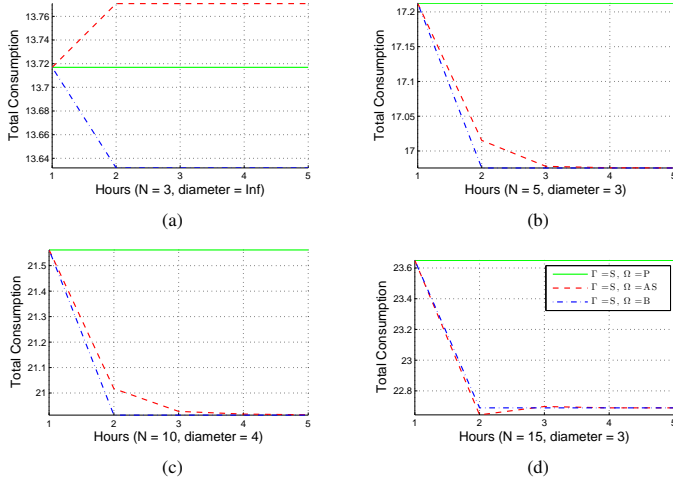 13.76
13.74
13.72
13.7
13.68
13.66
13.64
1 2 3 4 5
Total Consumption
Hours (N = 3, diameter = Inf)
(a)
17.2
17.15
17.1
17.05
17
1 2 3 4 5
Total Consumption
Hours (N = 5, diameter = 3)
(b)
21.5
21.4
21.3
21.2
21.1
21
1 2 3 4 5
Total Consumption
Hours (N = 10, diameter = 4)
(c)
23.6
23.4
23.2
23
22.8
1 2 3 4 5
Total Consumption
Hours (N = 15, diameter = 3)
Γ =S, Ω =P
Γ =S, Ω =AS
Γ =S, Ω =B
(d)